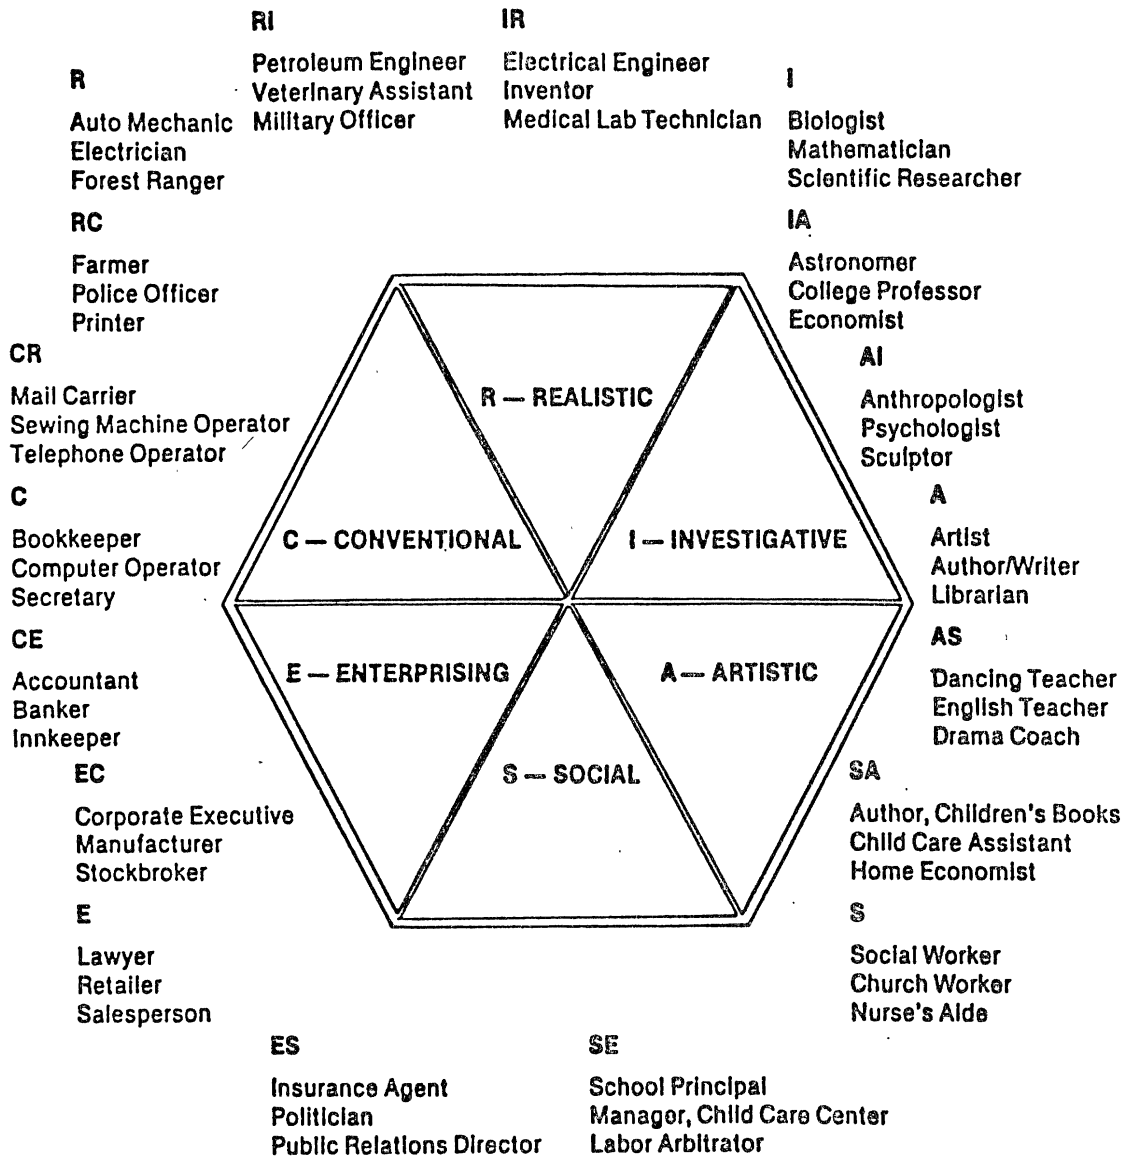 RI
Petroleum Engineer
Veterinary Assistant
Military Officer
IR
Electrical Engineer
Inventor
Medical Lab Technician
R
Auto Mechanic
Electrician
Forest Ranger
I
Biologist
Mathematician
Scientific Researcher
RC
Farmer
Police Officer
Printer
IA
Astronomer
College Professor
Economist
CR
Mail Carrier
Sewing Machine Operator
Telephone Operator
AI
Anthropologist
Psychologist
Sculptor
R — REALISTIC
C — CONVENTIONAL
I — INVESTIGATIVE
E — ENTERPRISING
A — ARTISTIC
S — SOCIAL
C
Bookkeeper
Computer Operator
Secretary
A
Artist
Author/Writer
Librarian
CE
Accountant
Banker
Innkeeper
AS
Dancing Teacher
English Teacher
Drama Coach
EC
Corporate Executive
Manufacturer
Stockbroker
SA
Author, Children's Books
Child Care Assistant
Home Economist
E
Lawyer
Retailer
Salesperson
S
Social Worker
Church Worker
Nurse's Aide
ES
Insurance Agent
Politician
Public Relations Director
SE
School Principal
Manager, Child Care Center
Labor Arbitrator